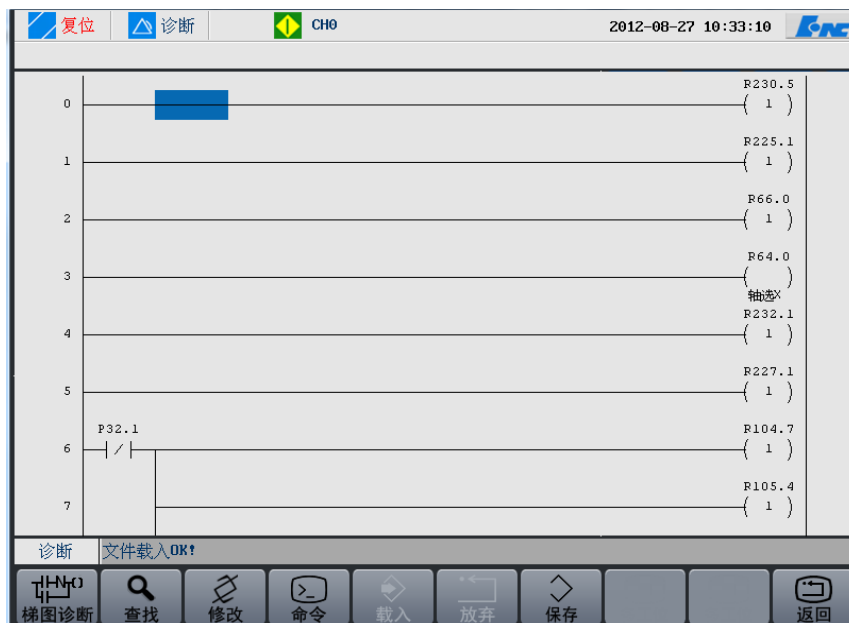 复位 诊断 CH0 2012-08-27 10:33:10
R230.5
0 ( 1 )
R225.1
1 ( 1 )
R66.0
2 ( 1 )
R64.0
3 ( )
轴选X
R232.1
4 ( 1 )
R227.1
5 ( 1 )
P32.1 R104.7
6 ( 1 )
R105.4
7 ( 1 )
诊断 文件载入OK!
梯图诊断 查找 修改 命令 载入 放弃 保存 返回